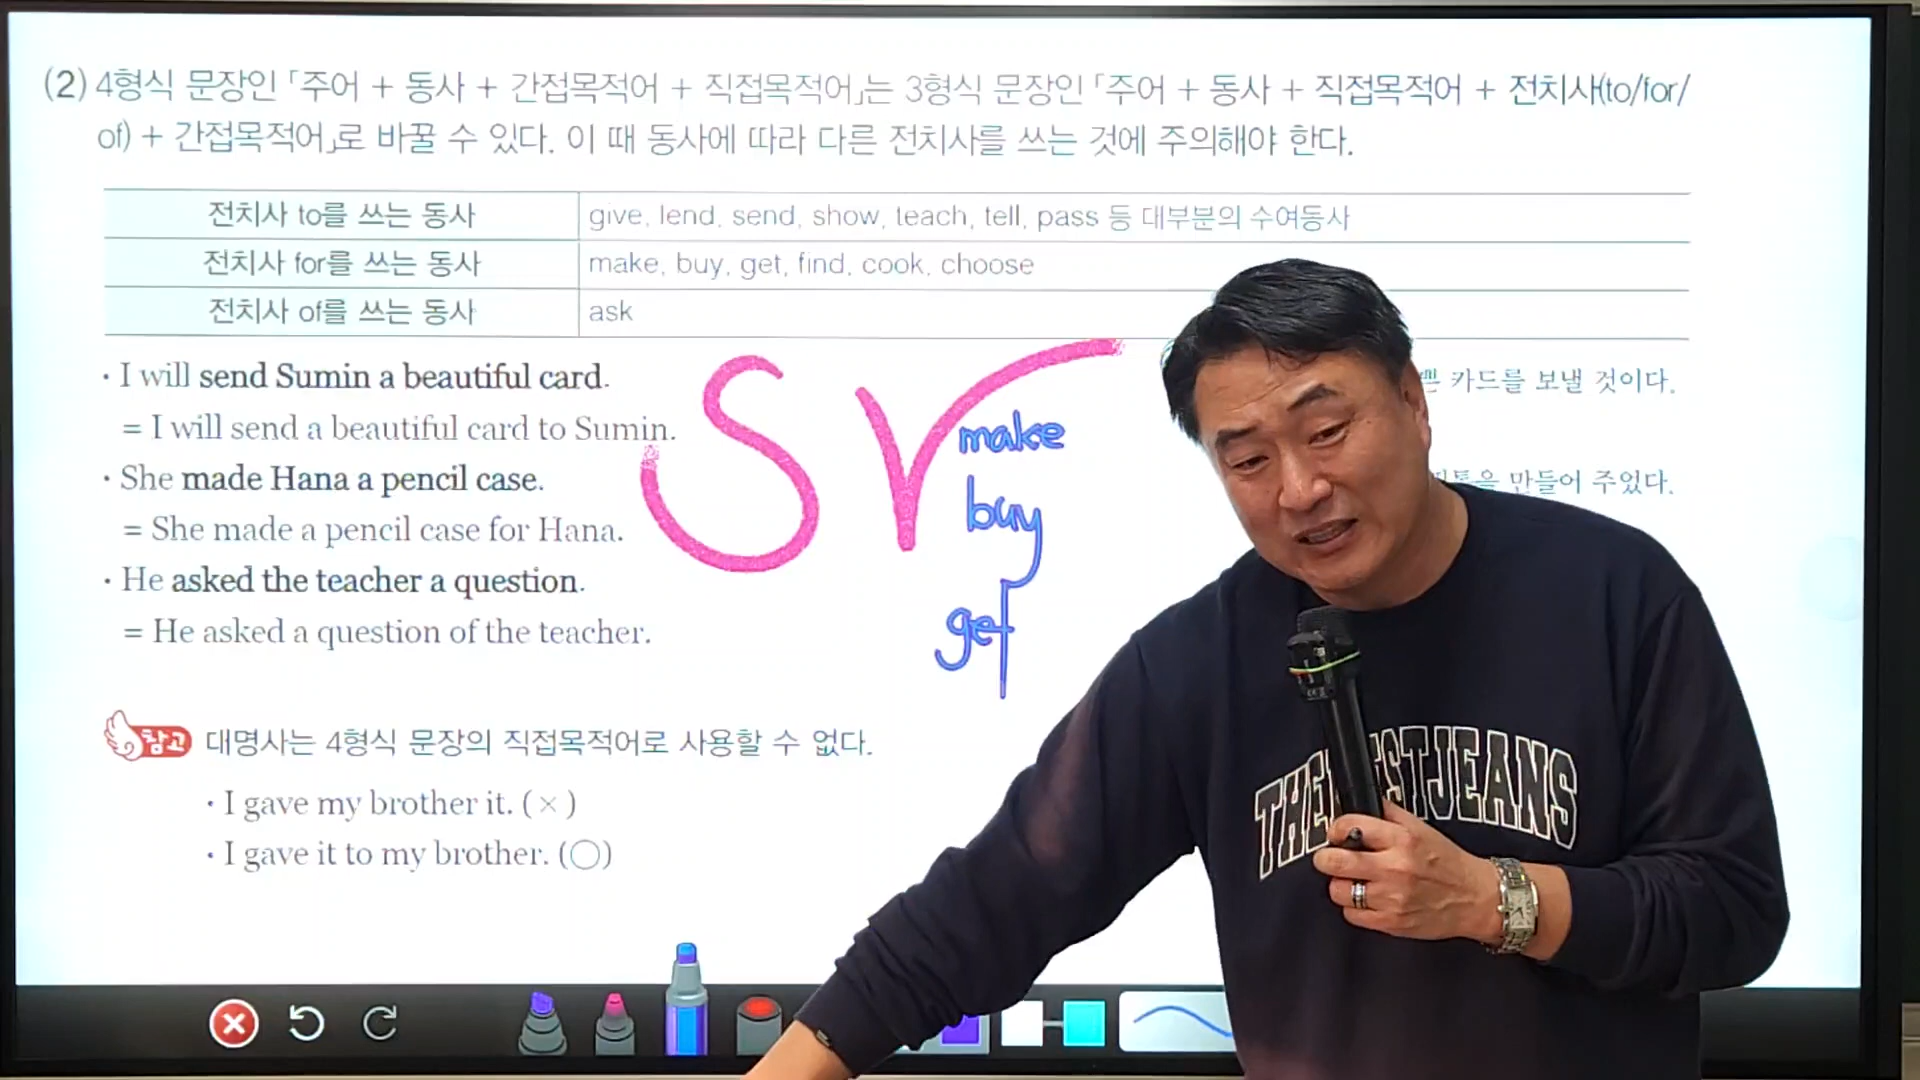 (2) 4형식 문장인 「주어 + 동사 + 간접목적어 + 직접목적어」는 3형식 문장인 「주어 + 동사 + 직접목적어 + 전치사(to/for/
of) + 간접목적어」로 바꿀 수 있다. 이 때 동사에 따라 다른 전치사를 쓰는 것에 주의해야 한다.
전치사 to를 쓰는 동사 give, lend, send, show, teach, tell, pass 등 대부분의 수여동사
전치사 for를 쓰는 동사 make, buy, get, find, cook, choose
전치사 of를 쓰는 동사 ask
· I will send Sumin a beautiful card. 카드를 보낼 것이다.
= I will send a beautiful card to Sumin.
· She made Hana a pencil case. 만들어 주었다.
= She made a pencil case for Hana.
· He asked the teacher a question.
= He asked a question of the teacher.
S V
make
buy
get
참고 대명사는 4형식 문장의 직접목적어로 사용할 수 없다.
· I gave my brother it. (×)
· I gave it to my brother. (○)